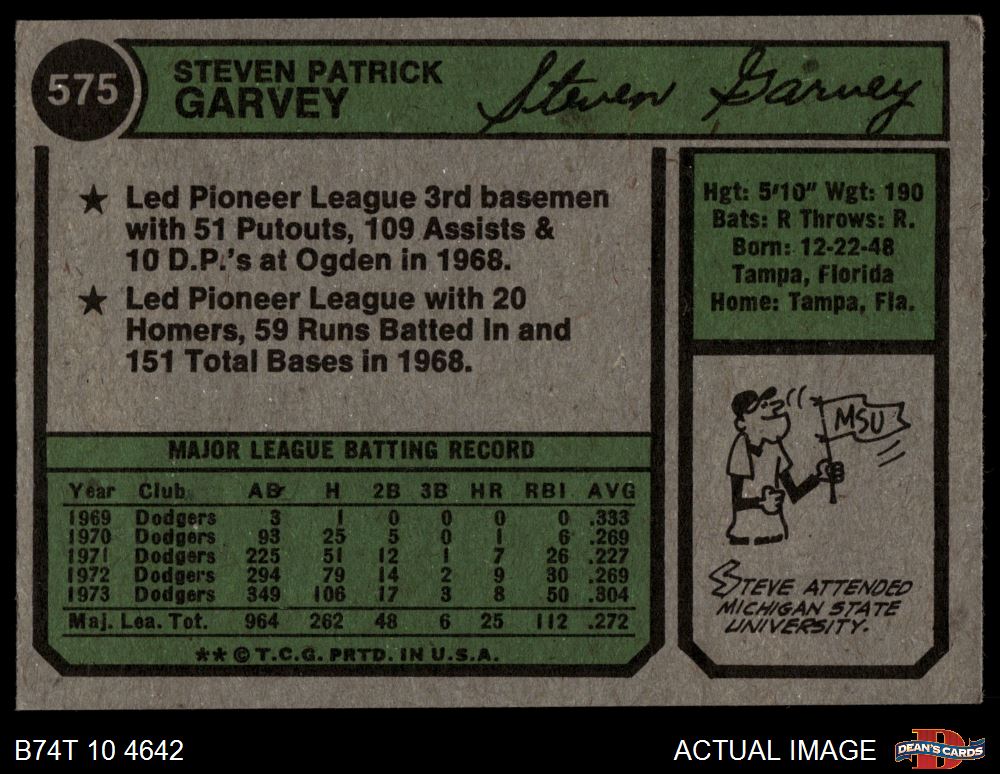 575
STEVEN PATRICK
GARVEY
Steven Garvey
★ Led Pioneer League 3rd basemen
with 51 Putouts, 109 Assists &
10 D.P.'s at Ogden in 1968.
★ Led Pioneer League with 20
Homers, 59 Runs Batted In and
151 Total Bases in 1968.
Hgt: 5'10" Wgt: 190
Bats: R Throws: R.
Born: 12-22-48
Tampa, Florida
Home: Tampa, Fla.
MAJOR LEAGUE BATTING RECORD
Year Club AB H 2B 3B HR RBI AVG
1969 Dodgers 3 1 0 0 0 0 .333
1970 Dodgers 93 25 5 0 1 6 .269
1971 Dodgers 225 51 12 1 7 26 .227
1972 Dodgers 294 79 14 2 9 30 .269
1973 Dodgers 349 106 17 3 8 50 .304
Maj. Lea. Tot. 964 262 48 6 25 112 .272
** © T.C.G. PRTD. IN U.S.A.
MSU
STEVE ATTENDED
MICHIGAN STATE
UNIVERSITY.
B74T 10 4642
ACTUAL IMAGE
DEAN'S CARDS